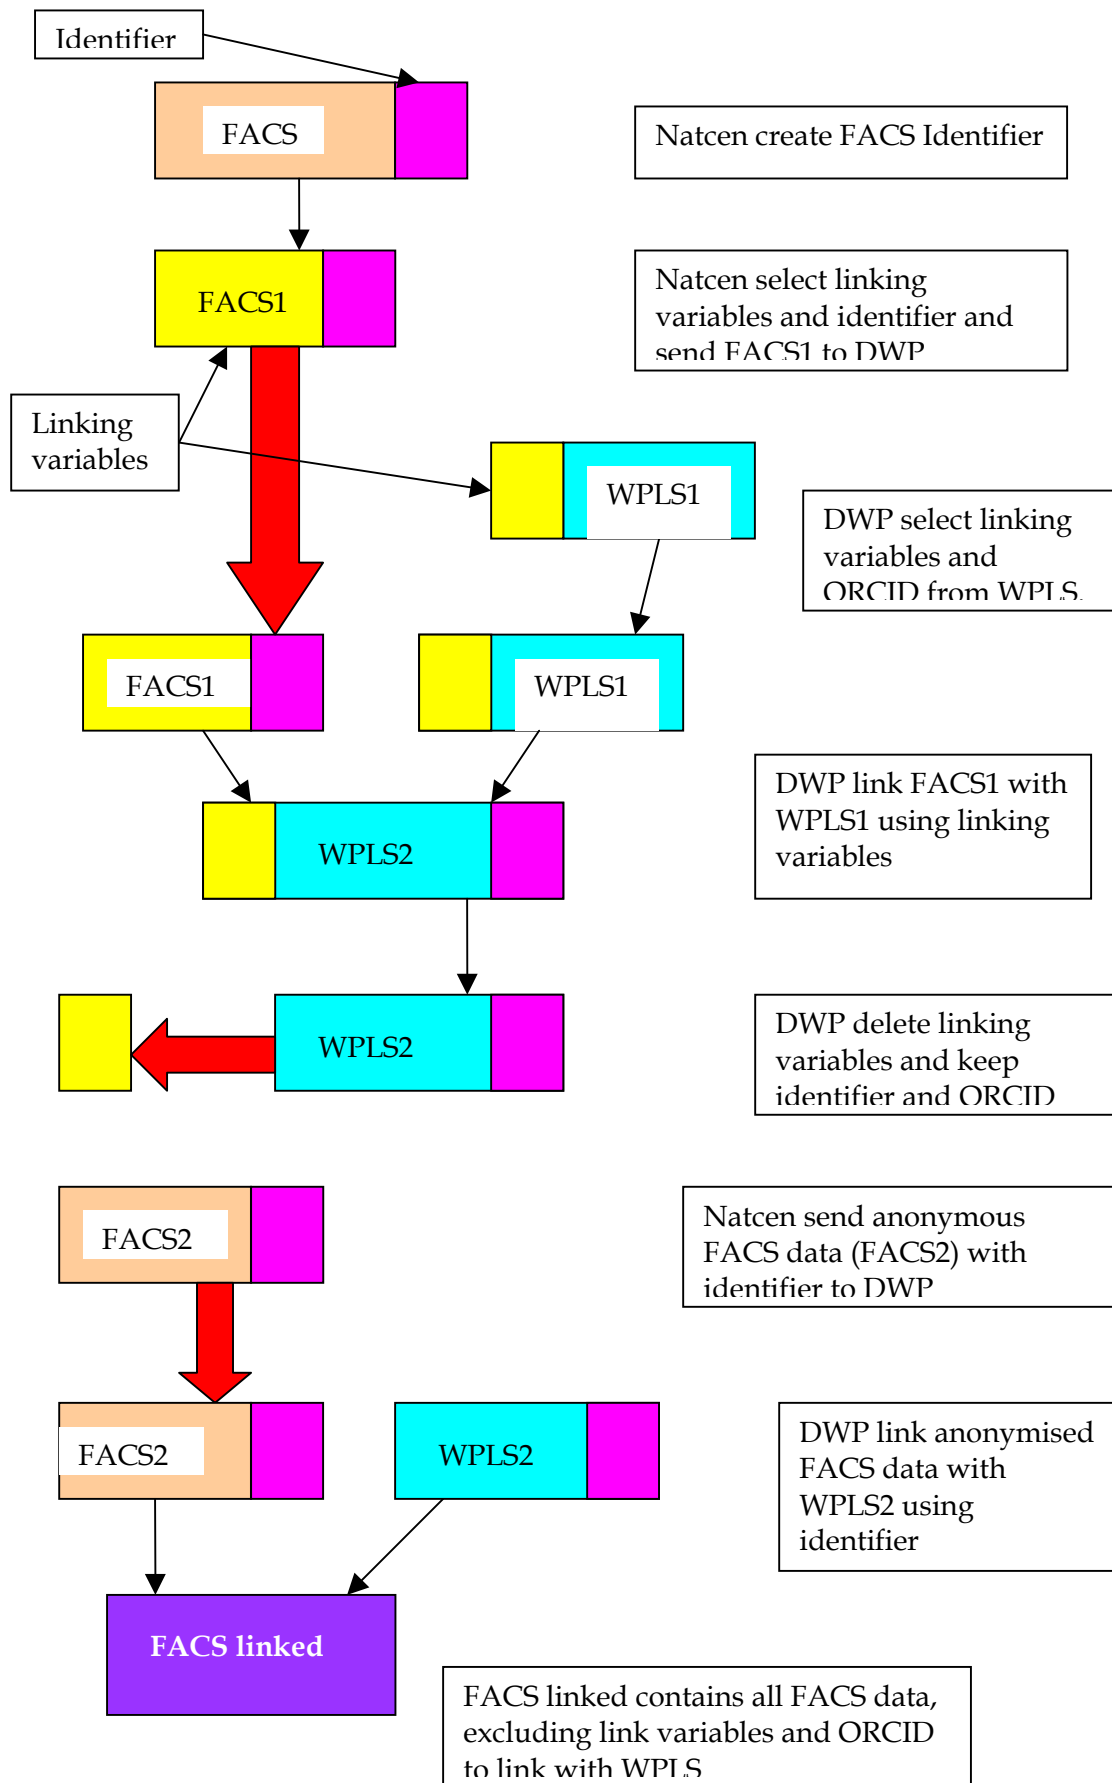 Identifier
FACS
Natcen create FACS Identifier
FACS1
Natcen select linking
variables and identifier and
send FACS1 to DWP
Linking
variables
WPLS1
DWP select linking
variables and
ORCID from WPLS.
FACS1
WPLS1
DWP link FACS1 with
WPLS1 using linking
variables
WPLS2
WPLS2
DWP delete linking
variables and keep
identifier and ORCID
FACS2
Natcen send anonymous
FACS data (FACS2) with
identifier to DWP
FACS2
WPLS2
DWP link anonymised
FACS data with
WPLS2 using
identifier
FACS linked
FACS linked contains all FACS data,
excluding link variables and ORCID
to link with WPLS